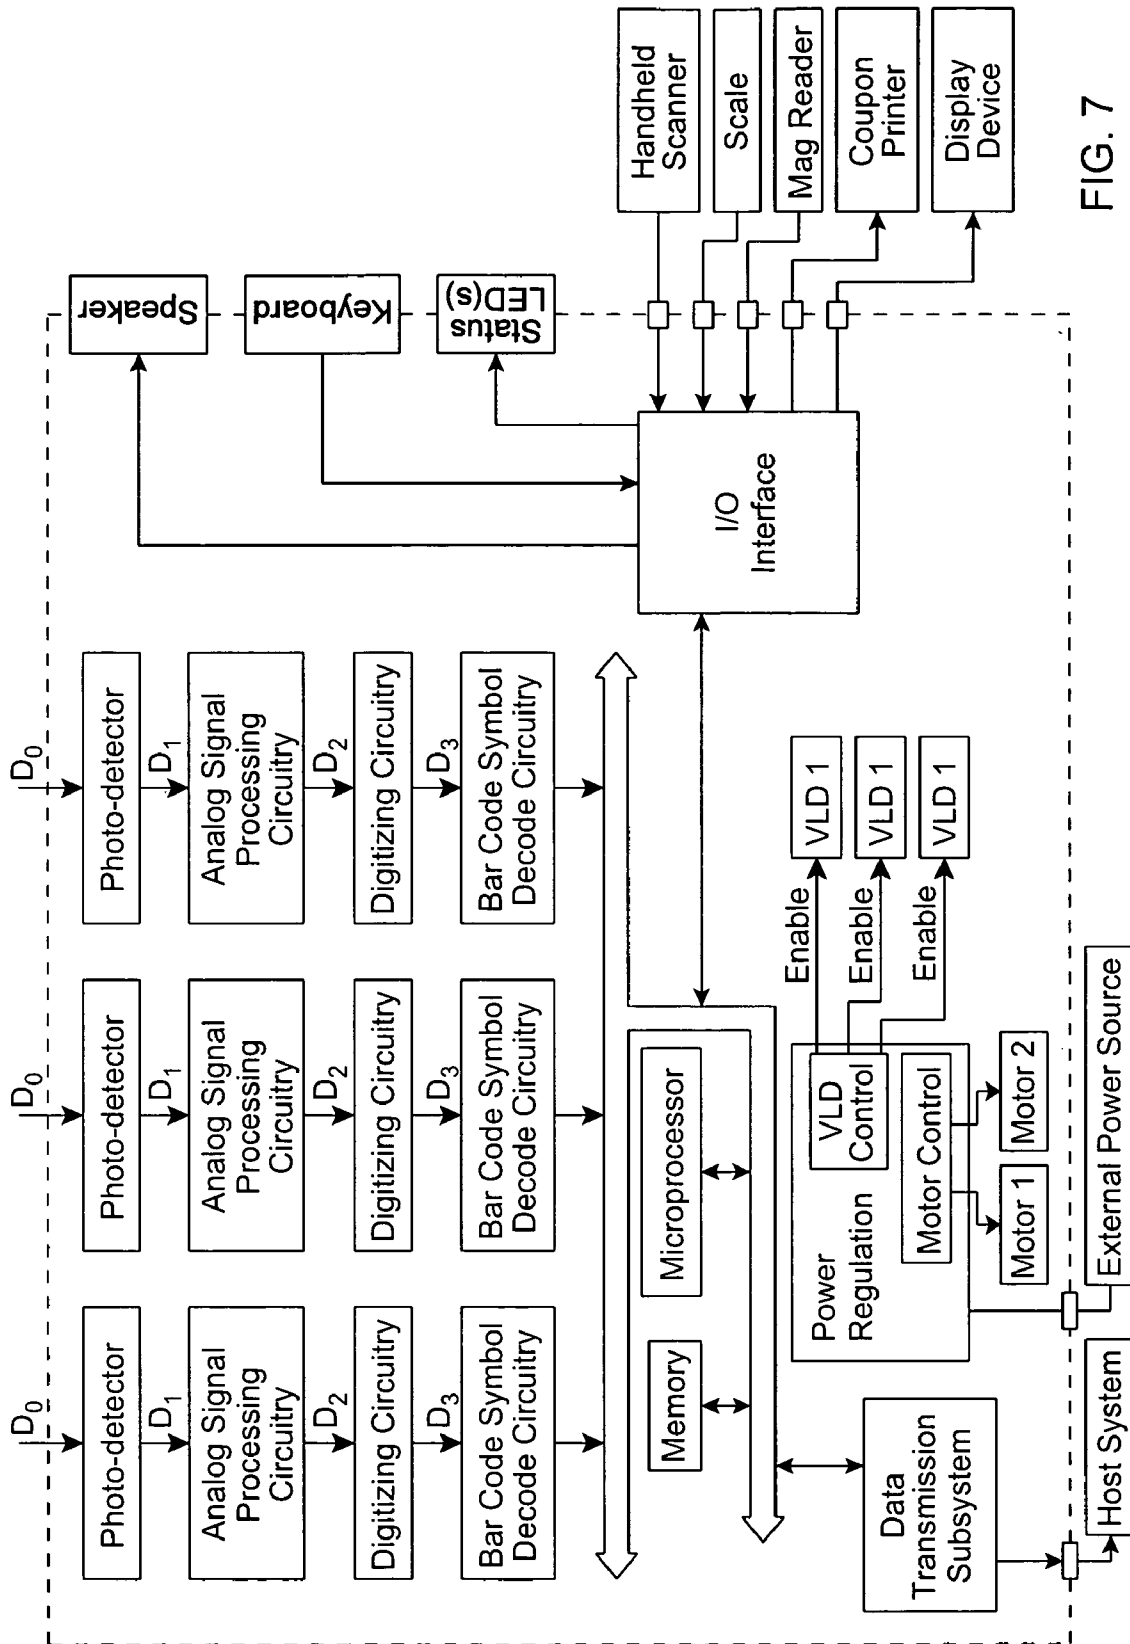 D0
Photo-detector
D1
Analog Signal
Processing
Circuitry
D2
Digitizing Circuitry
D3
Bar Code Symbol
Decode Circuitry
D0
Photo-detector
D1
Analog Signal
Processing
Circuitry
D2
Digitizing Circuitry
D3
Bar Code Symbol
Decode Circuitry
D0
Photo-detector
D1
Analog Signal
Processing
Circuitry
D2
Digitizing Circuitry
D3
Bar Code Symbol
Decode Circuitry
Speaker
Keyboard
Status
LED(s)
Memory
Microprocessor
I/O
Interface
Handheld
Scanner
Scale
Mag Reader
Coupon
Printer
Display
Device
Data
Transmission
Subsystem
Power
Regulation
VLD
Control
Motor Control
Enable
VLD 1
Enable
VLD 1
Enable
VLD 1
Motor 1
Motor 2
Host System
External Power Source
FIG. 7